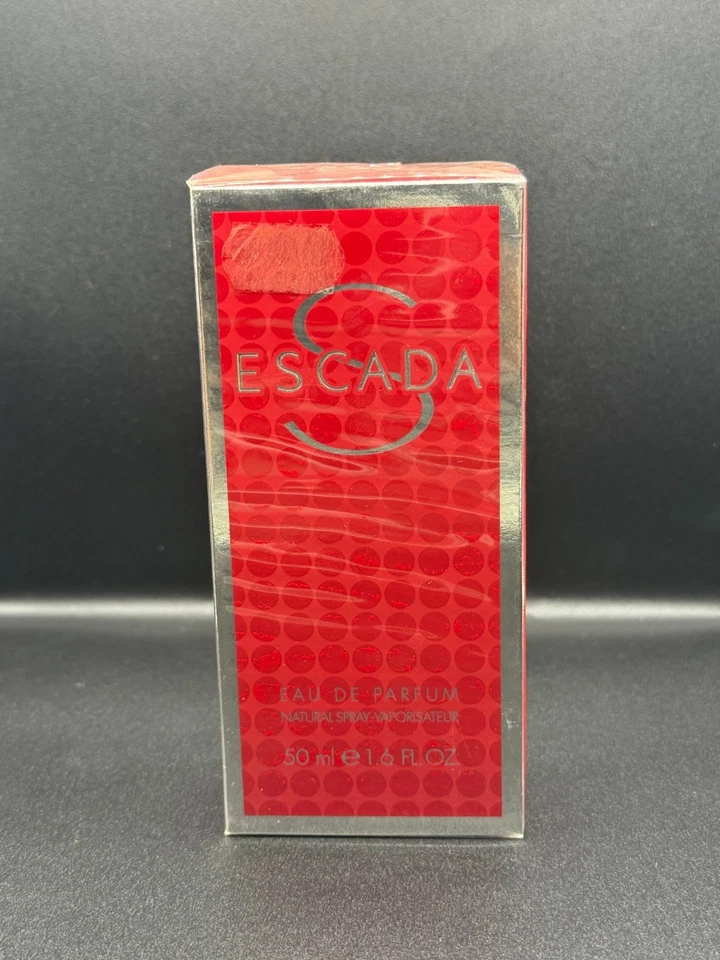 S
ESCADA
EAU DE PARFUM
NATURAL SPRAY-VAPORISATEUR
50 ml e 1.6 FL.OZ